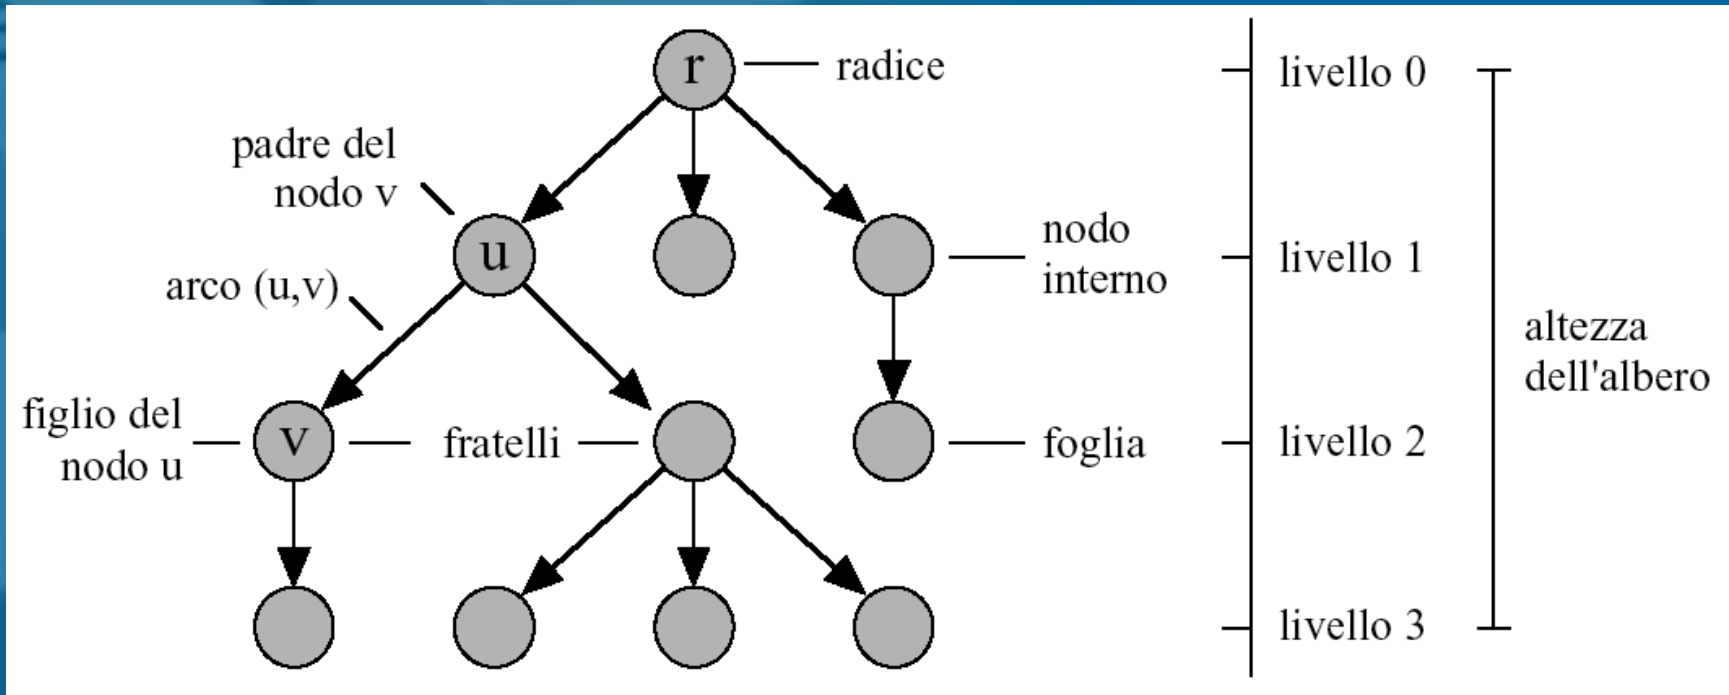 r
radice
livello 0
padre del
nodo v
u
nodo
interno
livello 1
arco (u,v)
altezza
dell'albero
figlio del
nodo u
v
fratelli
foglia
livello 2
livello 3